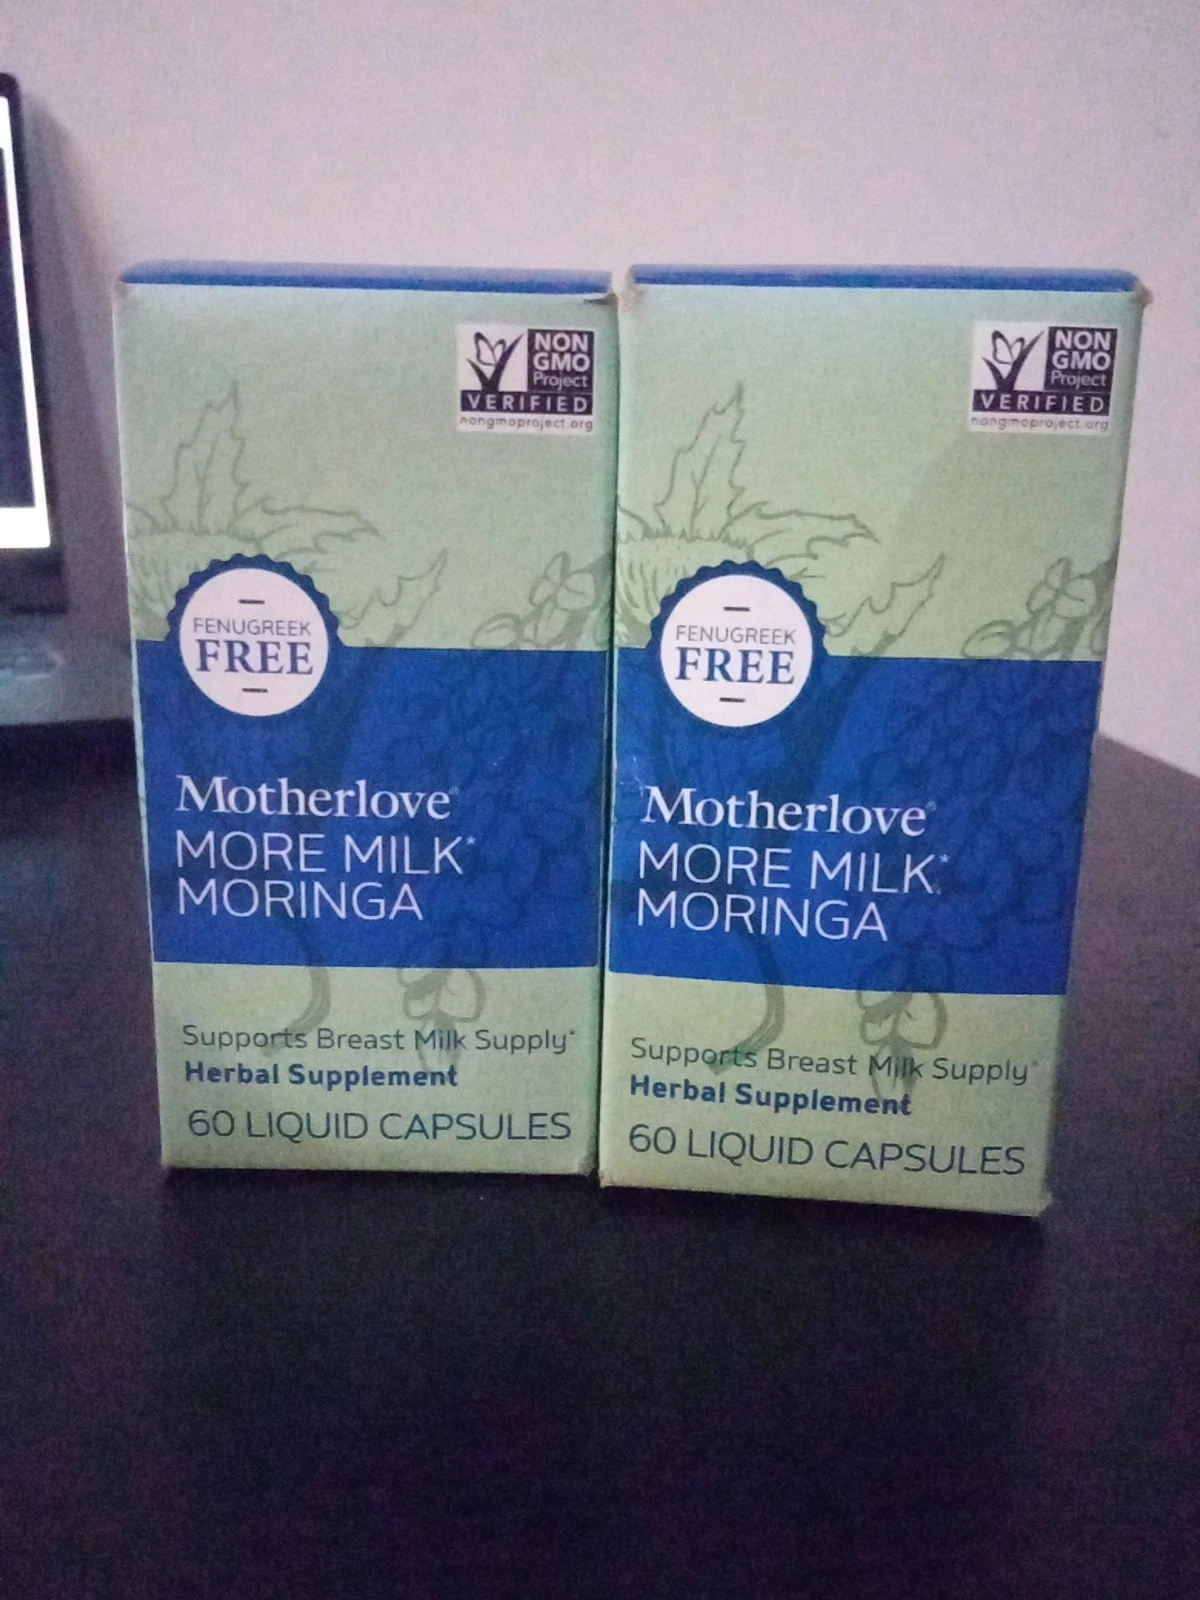 NON
GMO
Project
VERIFIED
nongmoproject.org
FENUGREEK
FREE
Motherlove®
MORE MILK*
MORINGA
Supports Breast Milk Supply*
Herbal Supplement
60 LIQUID CAPSULES
NON
GMO
Project
VERIFIED
nongmoproject.org
FENUGREEK
FREE
Motherlove®
MORE MILK*
MORINGA
Supports Breast Milk Supply*
Herbal Supplement
60 LIQUID CAPSULES